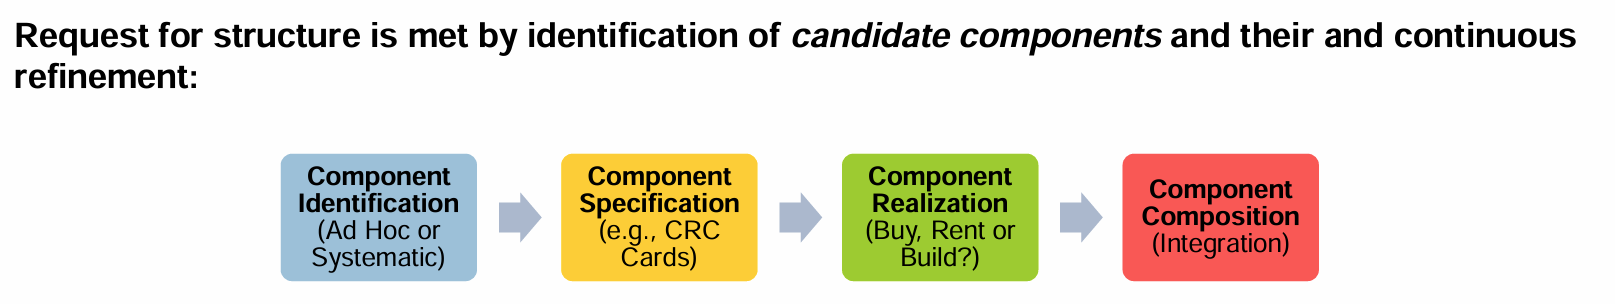 Request for structure is met by identification of candidate components and their and continuous
refinement:
Component
Identification
(Ad Hoc or
Systematic)
Component
Specification
(e.g., CRC
Cards)
Component
Realization
(Buy, Rent or
Build?)
Component
Composition
(Integration)